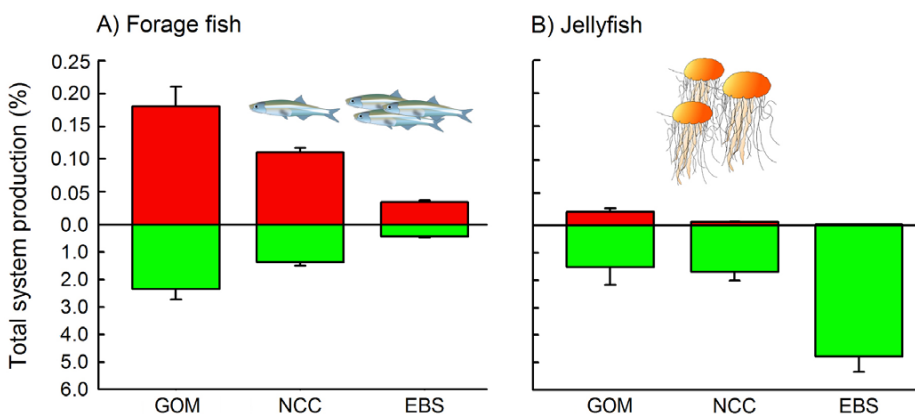 A) Forage fish
B) Jellyfish
Total system production (%)
0.25
0.20
0.15
0.10
0.05
0.0
1.0
2.0
3.0
4.0
5.0
6.0
GOM NCC EBS
GOM NCC EBS